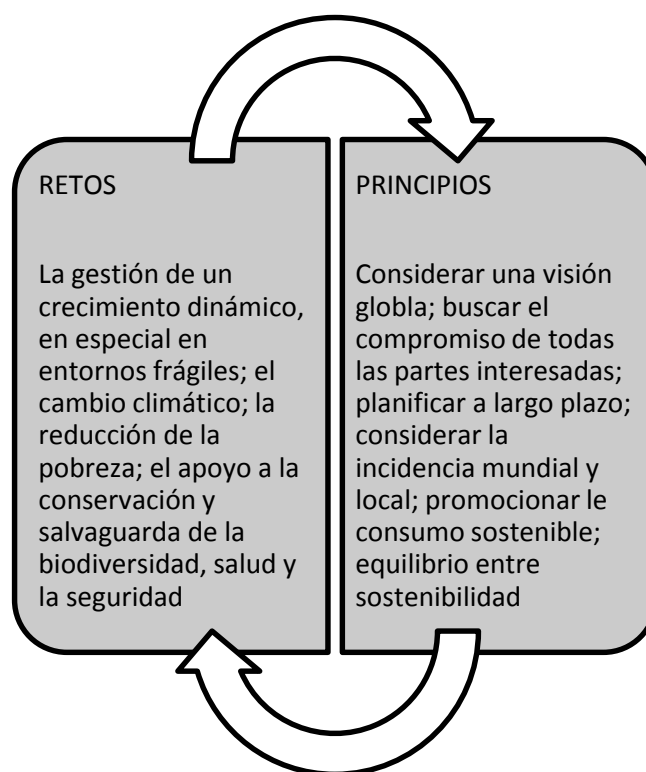 RETOS
La gestión de un
crecimiento dinámico,
en especial en
entornos frágiles; el
cambio climático; la
reducción de la
pobreza; el apoyo a la
conservación y
salvaguarda de la
biodiversidad, salud y
la seguridad
PRINCIPIOS
Considerar una visión
globla; buscar el
compromiso de todas
las partes interesadas;
planificar a largo plazo;
considerar la
incidencia mundial y
local; promocionar le
consumo sostenible;
equilibrio entre
sostenibilidad